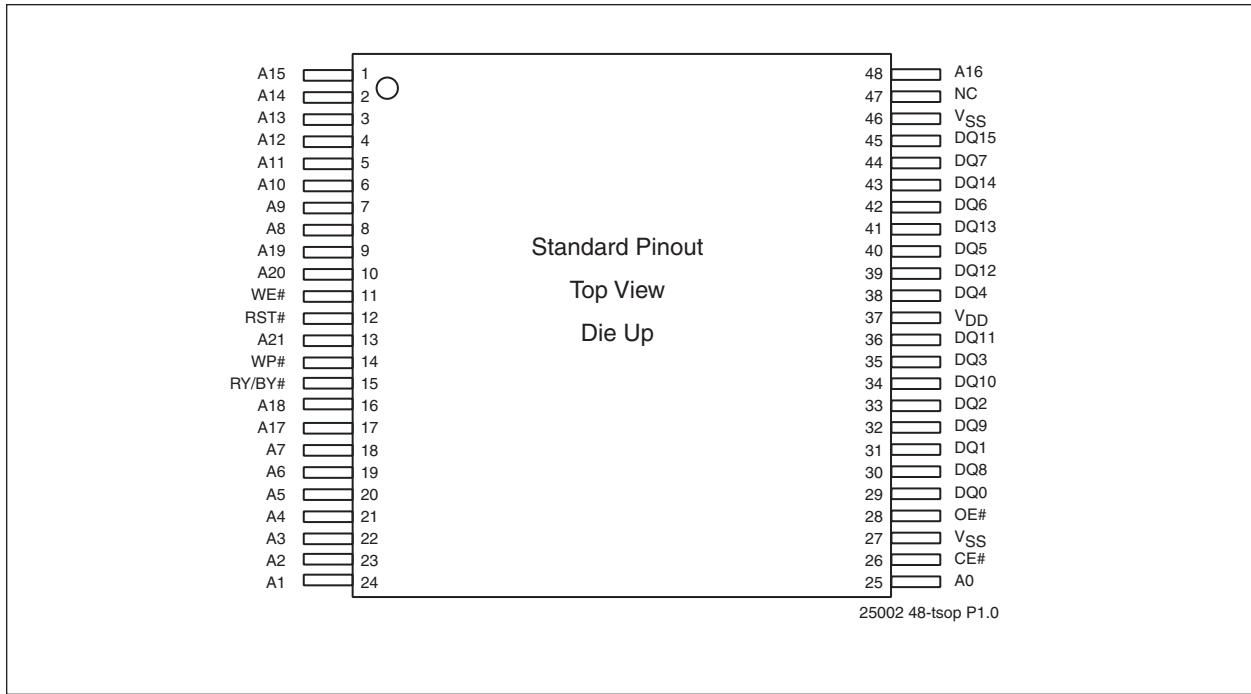 A15 1 48 A16
A14 2 47 NC
A13 3 46 VSS
A12 4 45 DQ15
A11 5 44 DQ7
A10 6 43 DQ14
A9 7 42 DQ6
A8 8 41 DQ13
A19 9 40 DQ5
A20 10 39 DQ12
WE# 11 38 DQ4
RST# 12 37 VDD
A21 13 36 DQ11
WP# 14 35 DQ3
RY/BY# 15 34 DQ10
A18 16 33 DQ2
A17 17 32 DQ9
A7 18 31 DQ1
A6 19 30 DQ8
A5 20 29 DQ0
A4 21 28 OE#
A3 22 27 VSS
A2 23 26 CE#
A1 24 25 A0
Standard Pinout
Top View
Die Up
25002 48-tsop P1.0